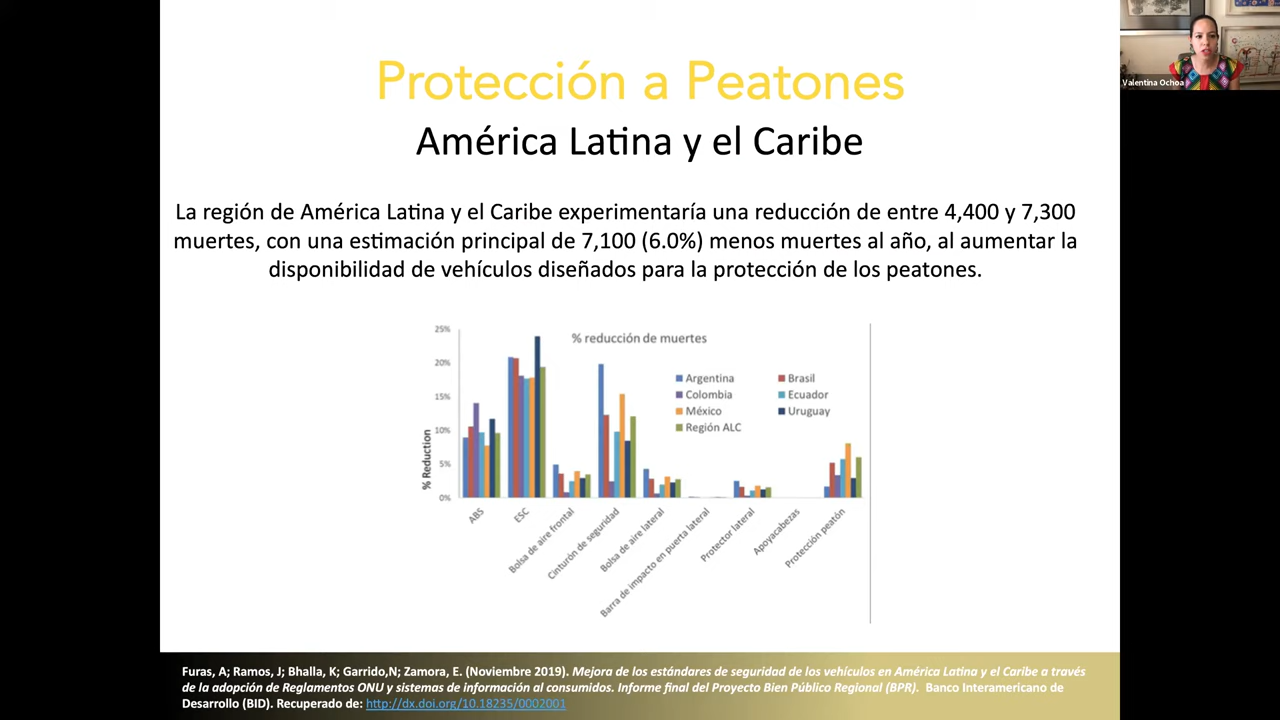 Protección a Peatones
América Latina y el Caribe
La región de América Latina y el Caribe experimentaría una reducción de entre 4,400 y 7,300
muertes, con una estimación principal de 7,100 (6.0%) menos muertes al año, al aumentar la
disponibilidad de vehículos diseñados para la protección de los peatones.
% reducción de muertes
% Reduction
25%
20%
15%
10%
5%
0%
Argentina
Brasil
Colombia
Ecuador
México
Uruguay
Región ALC
ABS
ESC
Bolsa de aire frontal
Cinturón de seguridad
Bolsa de aire lateral
Barra de impacto en puerta lateral
Protector lateral
Apoyacabezas
Protección peatón
Furas, A; Ramos, J; Bhalla, K; Garrido,N; Zamora, E. (Noviembre 2019). Mejora de los estándares de seguridad de los vehículos en América Latina y el Caribe a través
de la adopción de Reglamentos ONU y sistemas de información al consumidos. Informe final del Proyecto Bien Público Regional (BPR). Banco Interamericano de
Desarrollo (BID). Recuperado de: http://dx.doi.org/10.18235/0002001
Valentina Ochoa